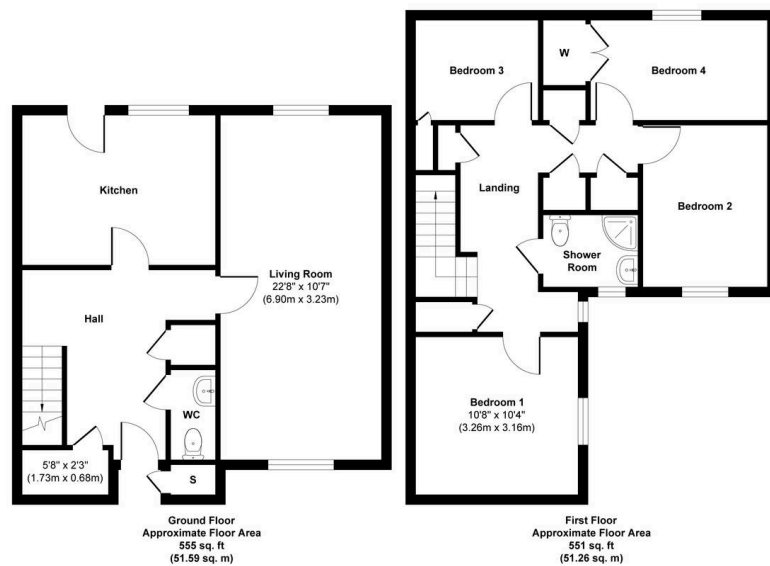 Kitchen
Living Room
22'8" x 10'7"
(6.90m x 3.23m)
Hall
WC
5'8" x 2'3"
(1.73m x 0.68m)
S
Ground Floor
Approximate Floor Area
555 sq. ft
(51.59 sq. m)
Bedroom 3
W
Bedroom 4
Landing
Bedroom 2
Shower
Room
Bedroom 1
10'8" x 10'4"
(3.26m x 3.16m)
First Floor
Approximate Floor Area
551 sq. ft
(51.26 sq. m)